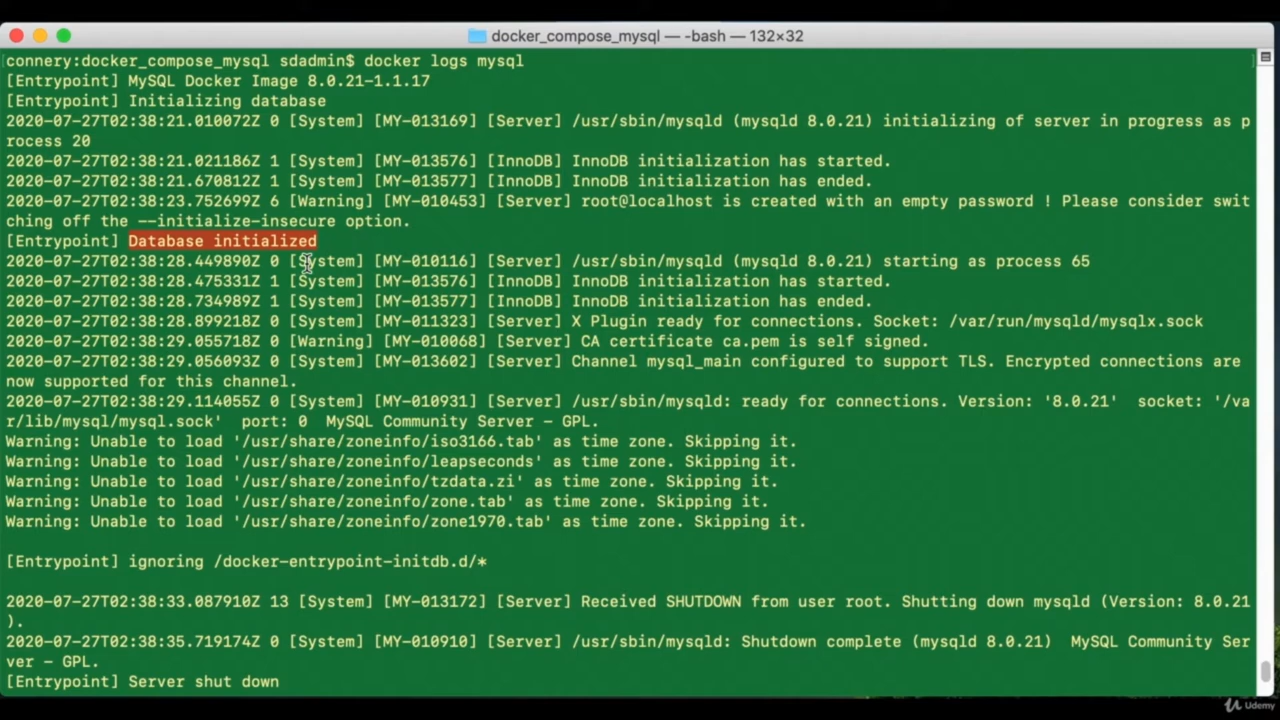 docker_compose_mysql — -bash — 132×32
connery:docker_compose_mysql sdadmin$ docker logs mysql
[Entrypoint] MySQL Docker Image 8.0.21-1.1.17
[Entrypoint] Initializing database
2020-07-27T02:38:21.010072Z 0 [System] [MY-013169] [Server] /usr/sbin/mysqld (mysqld 8.0.21) initializing of server in progress as p
rocess 20
2020-07-27T02:38:21.021186Z 1 [System] [MY-013576] [InnoDB] InnoDB initialization has started.
2020-07-27T02:38:21.670812Z 1 [System] [MY-013577] [InnoDB] InnoDB initialization has ended.
2020-07-27T02:38:23.752699Z 6 [Warning] [MY-010453] [Server] root@localhost is created with an empty password ! Please consider swit
ching off the --initialize-insecure option.
[Entrypoint] Database initialized
2020-07-27T02:38:28.449890Z 0 [System] [MY-010116] [Server] /usr/sbin/mysqld (mysqld 8.0.21) starting as process 65
2020-07-27T02:38:28.475331Z 1 [System] [MY-013576] [InnoDB] InnoDB initialization has started.
2020-07-27T02:38:28.734989Z 1 [System] [MY-013577] [InnoDB] InnoDB initialization has ended.
2020-07-27T02:38:28.899218Z 0 [System] [MY-011323] [Server] X Plugin ready for connections. Socket: /var/run/mysqld/mysqlx.sock
2020-07-27T02:38:29.055718Z 0 [Warning] [MY-010068] [Server] CA certificate ca.pem is self signed.
2020-07-27T02:38:29.056093Z 0 [System] [MY-013602] [Server] Channel mysql_main configured to support TLS. Encrypted connections are
now supported for this channel.
2020-07-27T02:38:29.114055Z 0 [System] [MY-010931] [Server] /usr/sbin/mysqld: ready for connections. Version: '8.0.21'  socket: '/va
r/lib/mysql/mysql.sock'  port: 0  MySQL Community Server - GPL.
Warning: Unable to load '/usr/share/zoneinfo/iso3166.tab' as time zone. Skipping it.
Warning: Unable to load '/usr/share/zoneinfo/leapseconds' as time zone. Skipping it.
Warning: Unable to load '/usr/share/zoneinfo/tzdata.zi' as time zone. Skipping it.
Warning: Unable to load '/usr/share/zoneinfo/zone.tab' as time zone. Skipping it.
Warning: Unable to load '/usr/share/zoneinfo/zone1970.tab' as time zone. Skipping it.
[Entrypoint] ignoring /docker-entrypoint-initdb.d/*
2020-07-27T02:38:33.087910Z 13 [System] [MY-013172] [Server] Received SHUTDOWN from user root. Shutting down mysqld (Version: 8.0.21
).
2020-07-27T02:38:35.719174Z 0 [System] [MY-010910] [Server] /usr/sbin/mysqld: Shutdown complete (mysqld 8.0.21)  MySQL Community Ser
ver - GPL.
[Entrypoint] Server shut down
Udemy